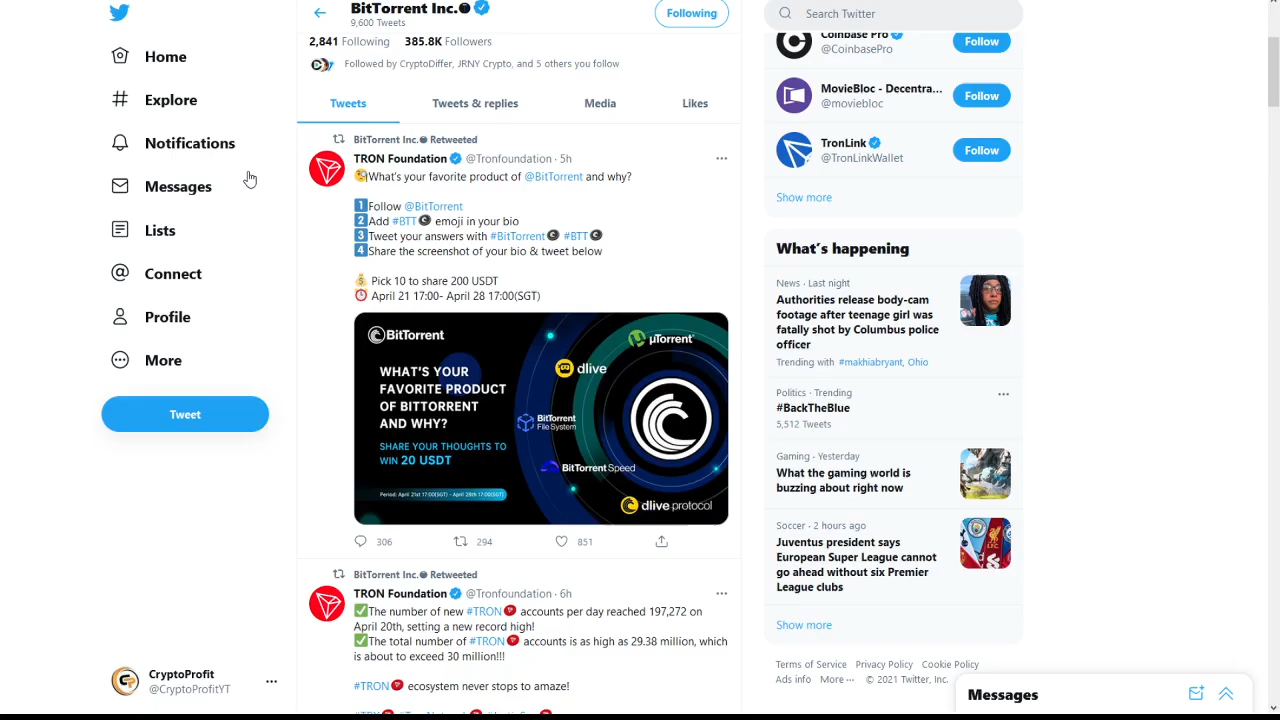 Home
Explore
Notifications
Messages
Lists
Connect
Profile
More
Tweet
CryptoProfit
@CryptoProfitYT
BitTorrent Inc.
9,600 Tweets
Following
2,841 Following 385.8K Followers
Followed by CryptoDiffer, JRNY Crypto, and 5 others you follow
Tweets Tweets & replies Media Likes
BitTorrent Inc. Retweeted
TRON Foundation @Tronfoundation · 5h
What's your favorite product of @BitTorrent and why?
1 Follow @BitTorrent
2 Add #BTT emoji in your bio
3 Tweet your answers with #BitTorrent #BTT
4 Share the screenshot of your bio & tweet below
Pick 10 to share 200 USDT
April 21 17:00- April 28 17:00(SGT)
BitTorrent
WHAT'S YOUR
FAVORITE PRODUCT
OF BITTORRENT
AND WHY?
SHARE YOUR THOUGHTS TO
WIN 20 USDT
Period: April 21st 17:00(SGT) - April 28th 17:00(SGT)
µTorrent
dlive
BitTorrent
File System
BitTorrent Speed
dlive protocol
306 294 851
BitTorrent Inc. Retweeted
TRON Foundation @Tronfoundation · 6h
The number of new #TRON accounts per day reached 197,272 on
April 20th, setting a new record high!
The total number of #TRON accounts is as high as 29.38 million, which
is about to exceed 30 million!!!
#TRON ecosystem never stops to amaze!
Search Twitter
Coinbase Pro
@CoinbasePro
Follow
MovieBloc - Decentra...
@moviebloc
Follow
TronLink
@TronLinkWallet
Follow
Show more
What's happening
News · Last night
Authorities release body-cam
footage after teenage girl was
fatally shot by Columbus police
officer
Trending with #makhiabryant, Ohio
Politics · Trending
#BackTheBlue
5,512 Tweets
Gaming · Yesterday
What the gaming world is
buzzing about right now
Soccer · 2 hours ago
Juventus president says
European Super League cannot
go ahead without six Premier
League clubs
Show more
Terms of Service Privacy Policy Cookie Policy
Ads info More ··· © 2021 Twitter, Inc.
Messages